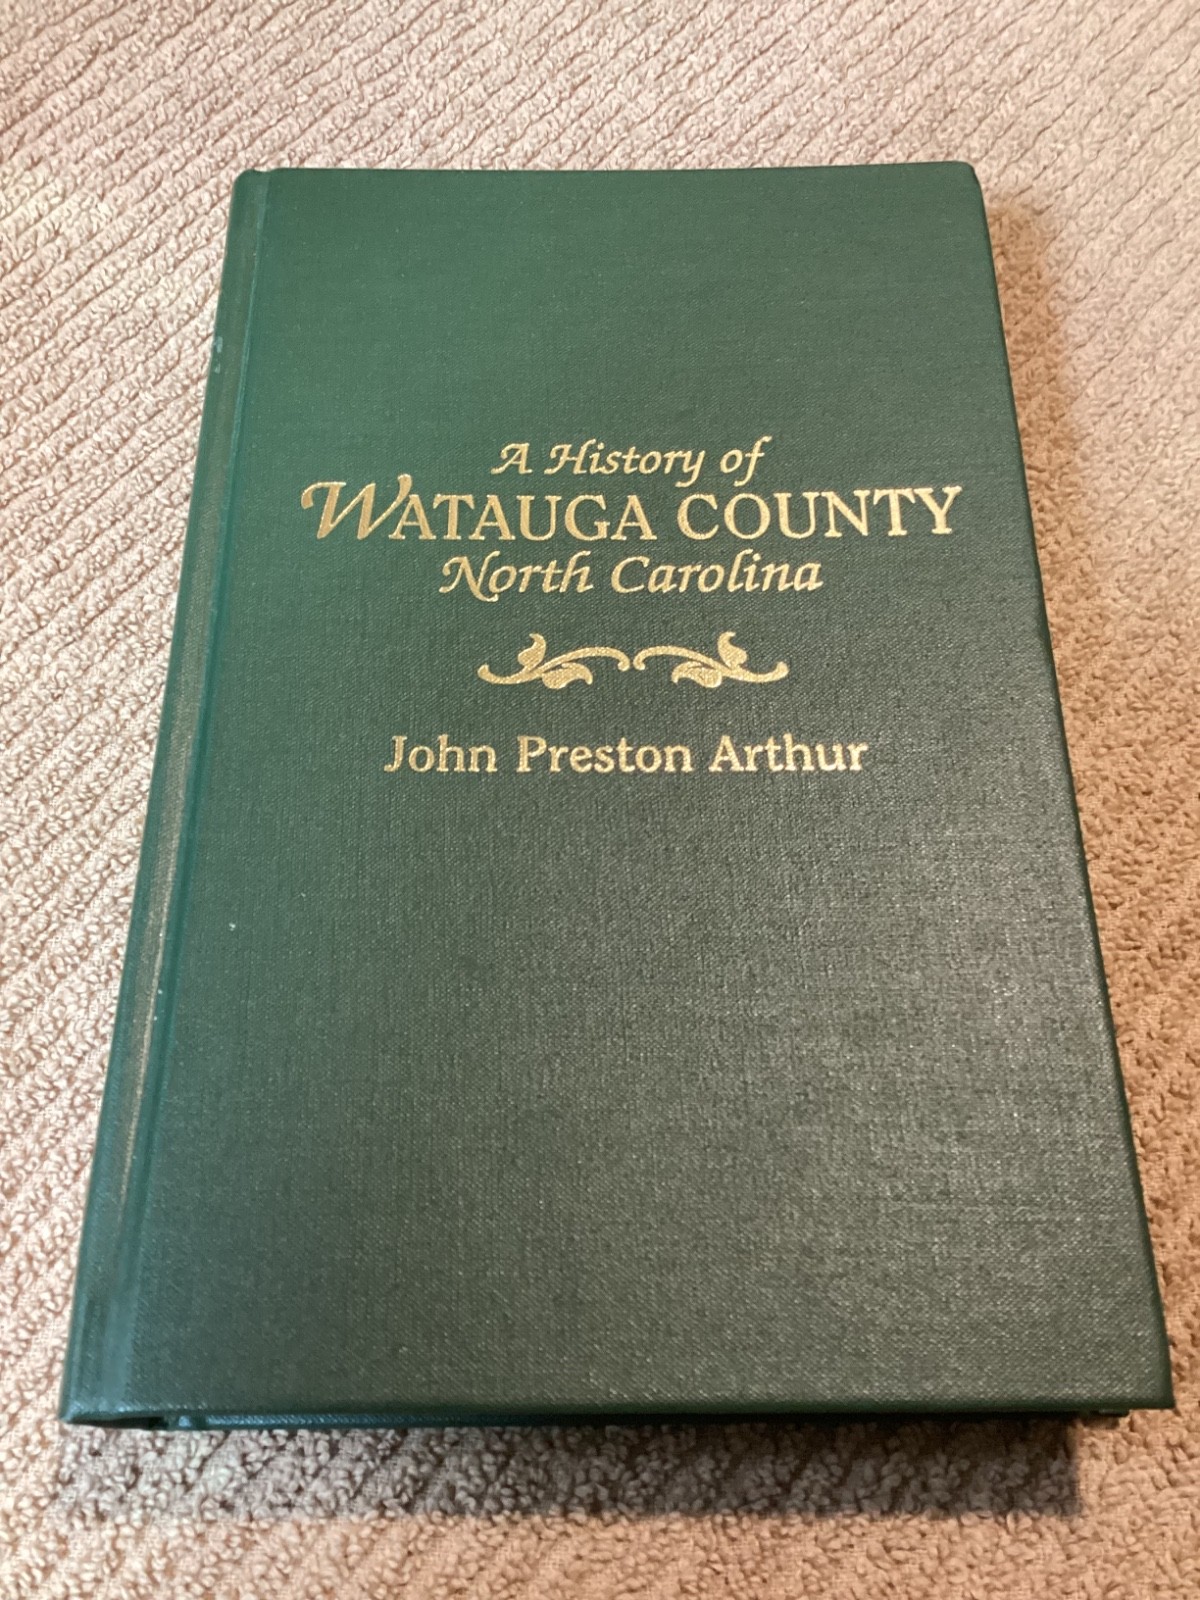 A History of
WATAUGA COUNTY
North Carolina
John Preston Arthur